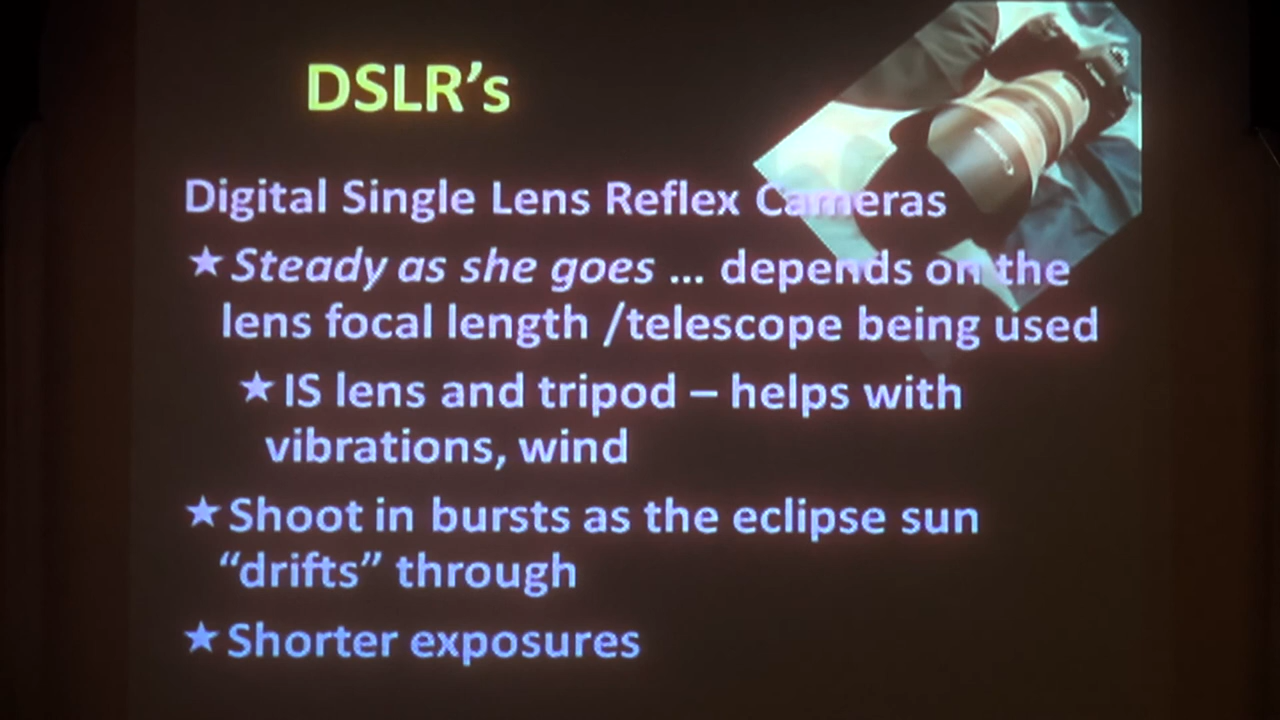 DSLR's
Digital Single Lens Reflex Cameras
★ Steady as she goes ... depends on the
lens focal length /telescope being used
★ IS lens and tripod – helps with
vibrations, wind
★ Shoot in bursts as the eclipse sun
“drifts” through
★ Shorter exposures